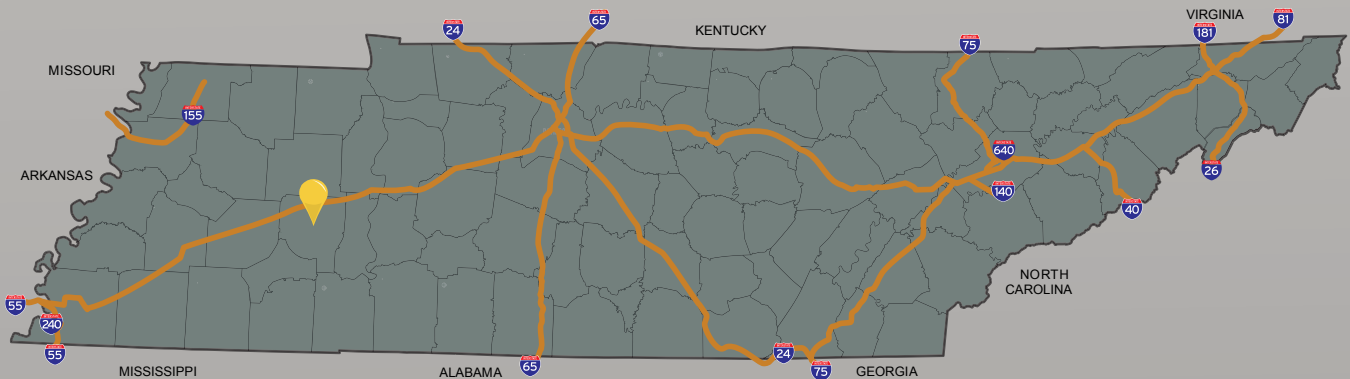 VIRGINIA
81
181
65
24
KENTUCKY
75
MISSOURI
155
640
ARKANSAS
26
140
40
NORTH
CAROLINA
55
240
55
24
65
75
MISSISSIPPI
ALABAMA
GEORGIA